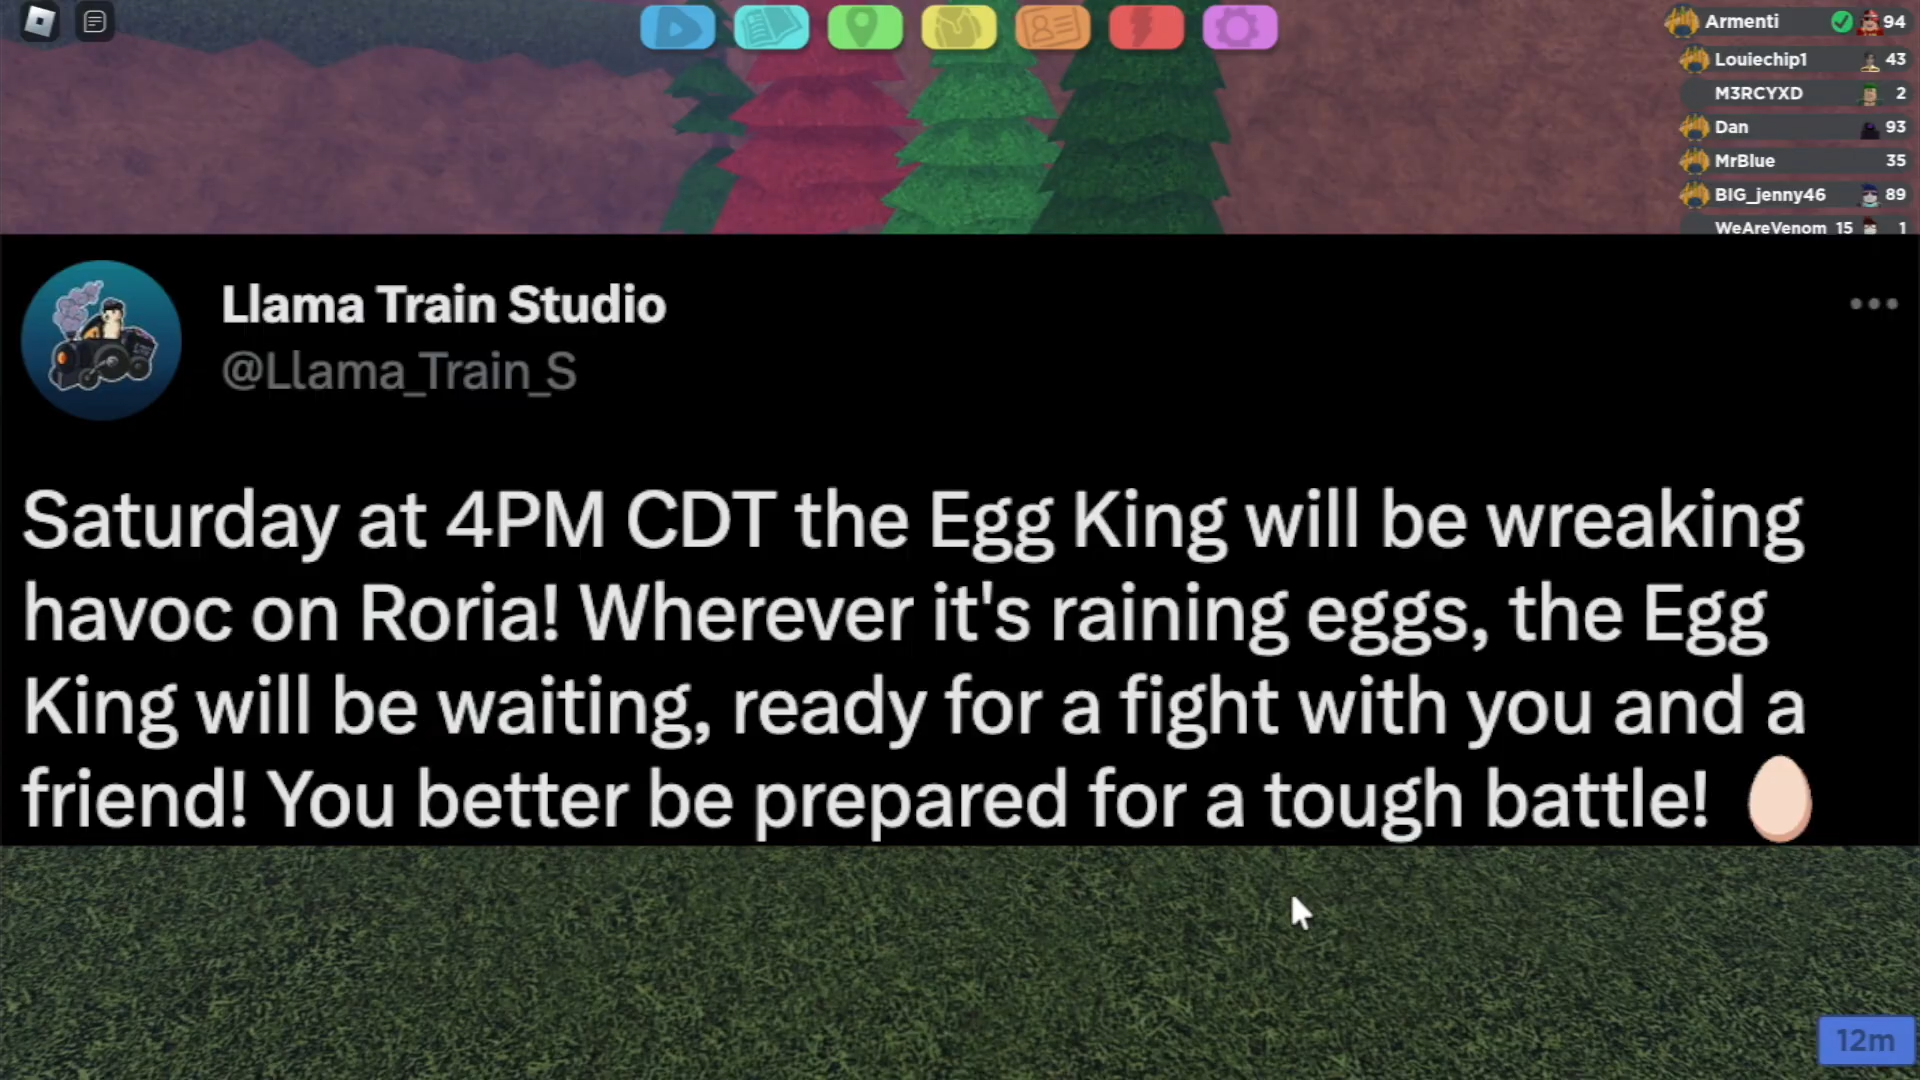 Armenti 94
Louiechip1 43
M3RCYXD 2
Dan 93
MrBlue 35
BIG_jenny46 89
WeAreVenom 15 1
Llama Train Studio
@Llama_Train_S
Saturday at 4PM CDT the Egg King will be wreaking
havoc on Roria! Wherever it's raining eggs, the Egg
King will be waiting, ready for a fight with you and a
friend! You better be prepared for a tough battle! 🥚
12m